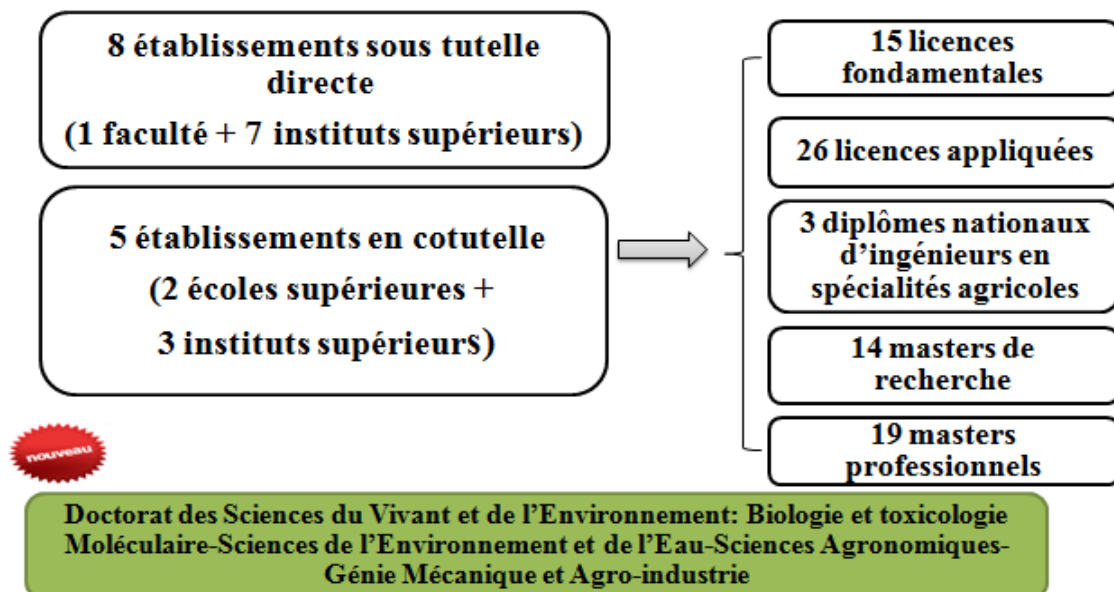 8 établissements sous tutelle
directe
(1 faculté + 7 instituts supérieurs)
5 établissements en cotutelle
(2 écoles supérieures +
3 instituts supérieurs)
15 licences
fondamentales
26 licences appliquées
3 diplômes nationaux
d’ingénieurs en
spécialités agricoles
14 masters de
recherche
19 masters
professionnels
nouveau
Doctorat des Sciences du Vivant et de l’Environnement: Biologie et toxicologie
Moléculaire-Sciences de l’Environnement et de l’Eau-Sciences Agronomiques-
Génie Mécanique et Agro-industrie